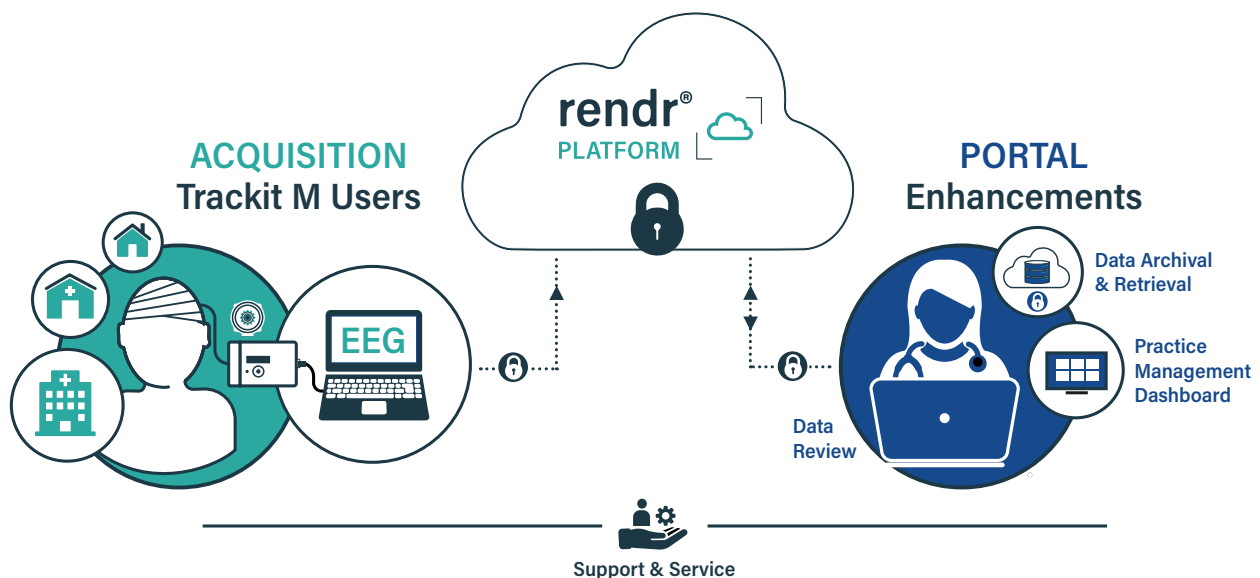 rendr®
PLATFORM
ACQUISITION
Trackit M Users
EEG
PORTAL
Enhancements
Data Archival
& Retrieval
Practice
Management
Dashboard
Data
Review
Support & Service